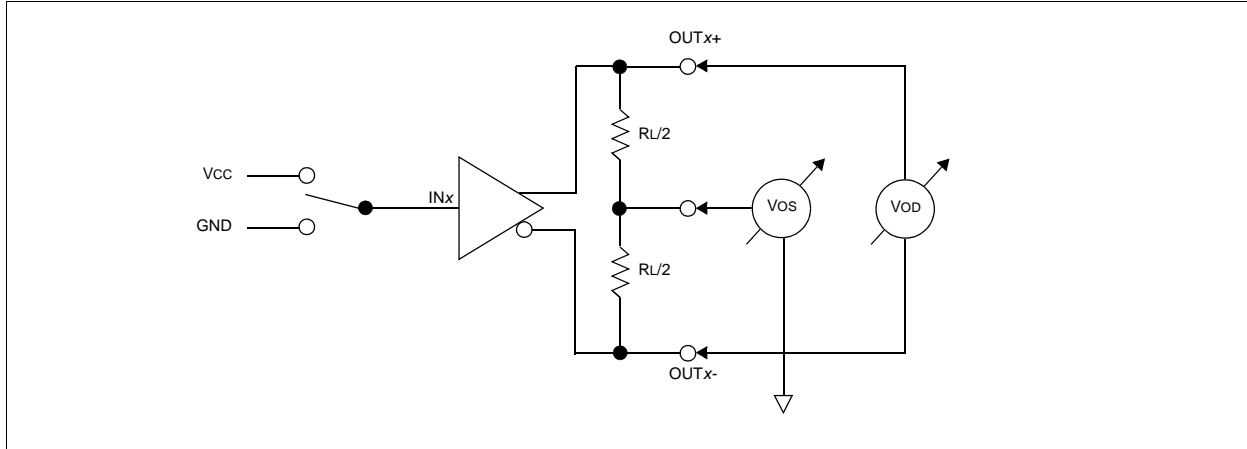 OUTx+
RL/2
VCC
INx
VOS
VOD
GND
RL/2
OUTx-